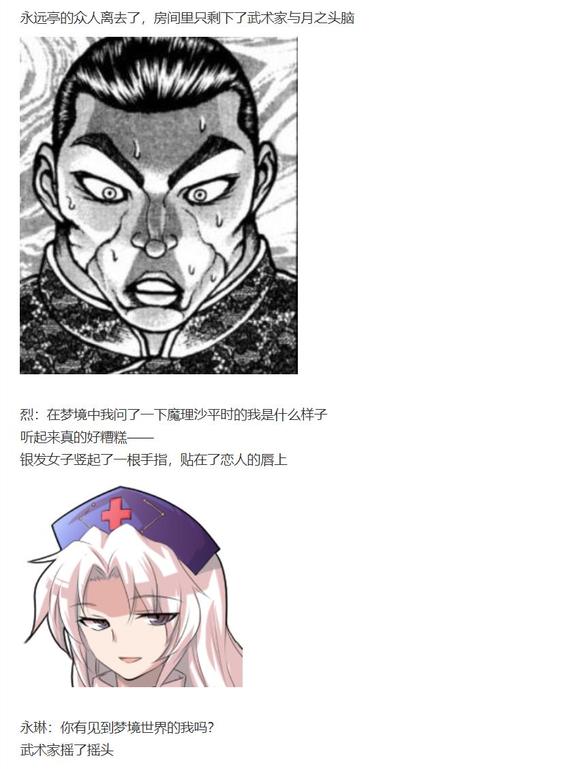 永远亭的众人离去了，房间里只剩下了武术家与月之头脑
烈：在梦境中我问了一下魔理沙平时的我是什么样子
听起来真的好糟糕——
银发女子竖起了一根手指，贴在了恋人的唇上
永琳：你有见到梦境世界的我吗？
武术家摇了摇头